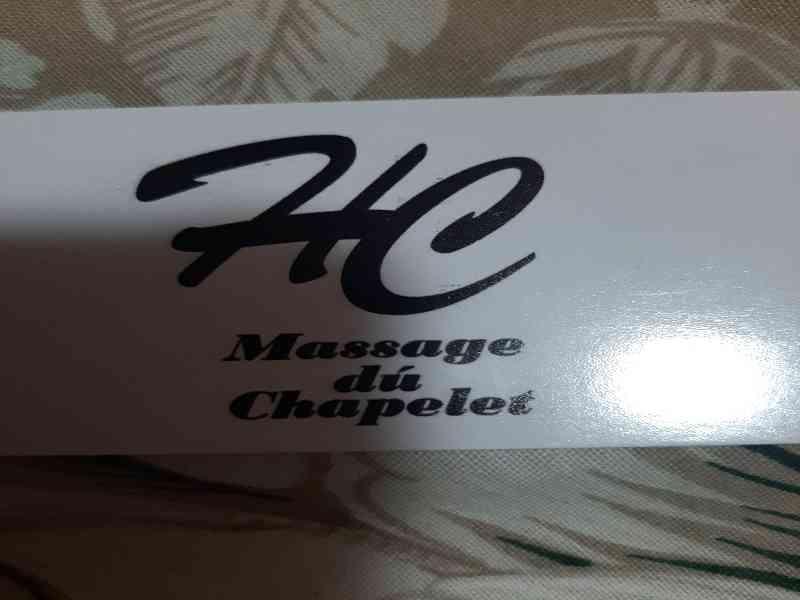 HC
Massage
dú
Chapelet